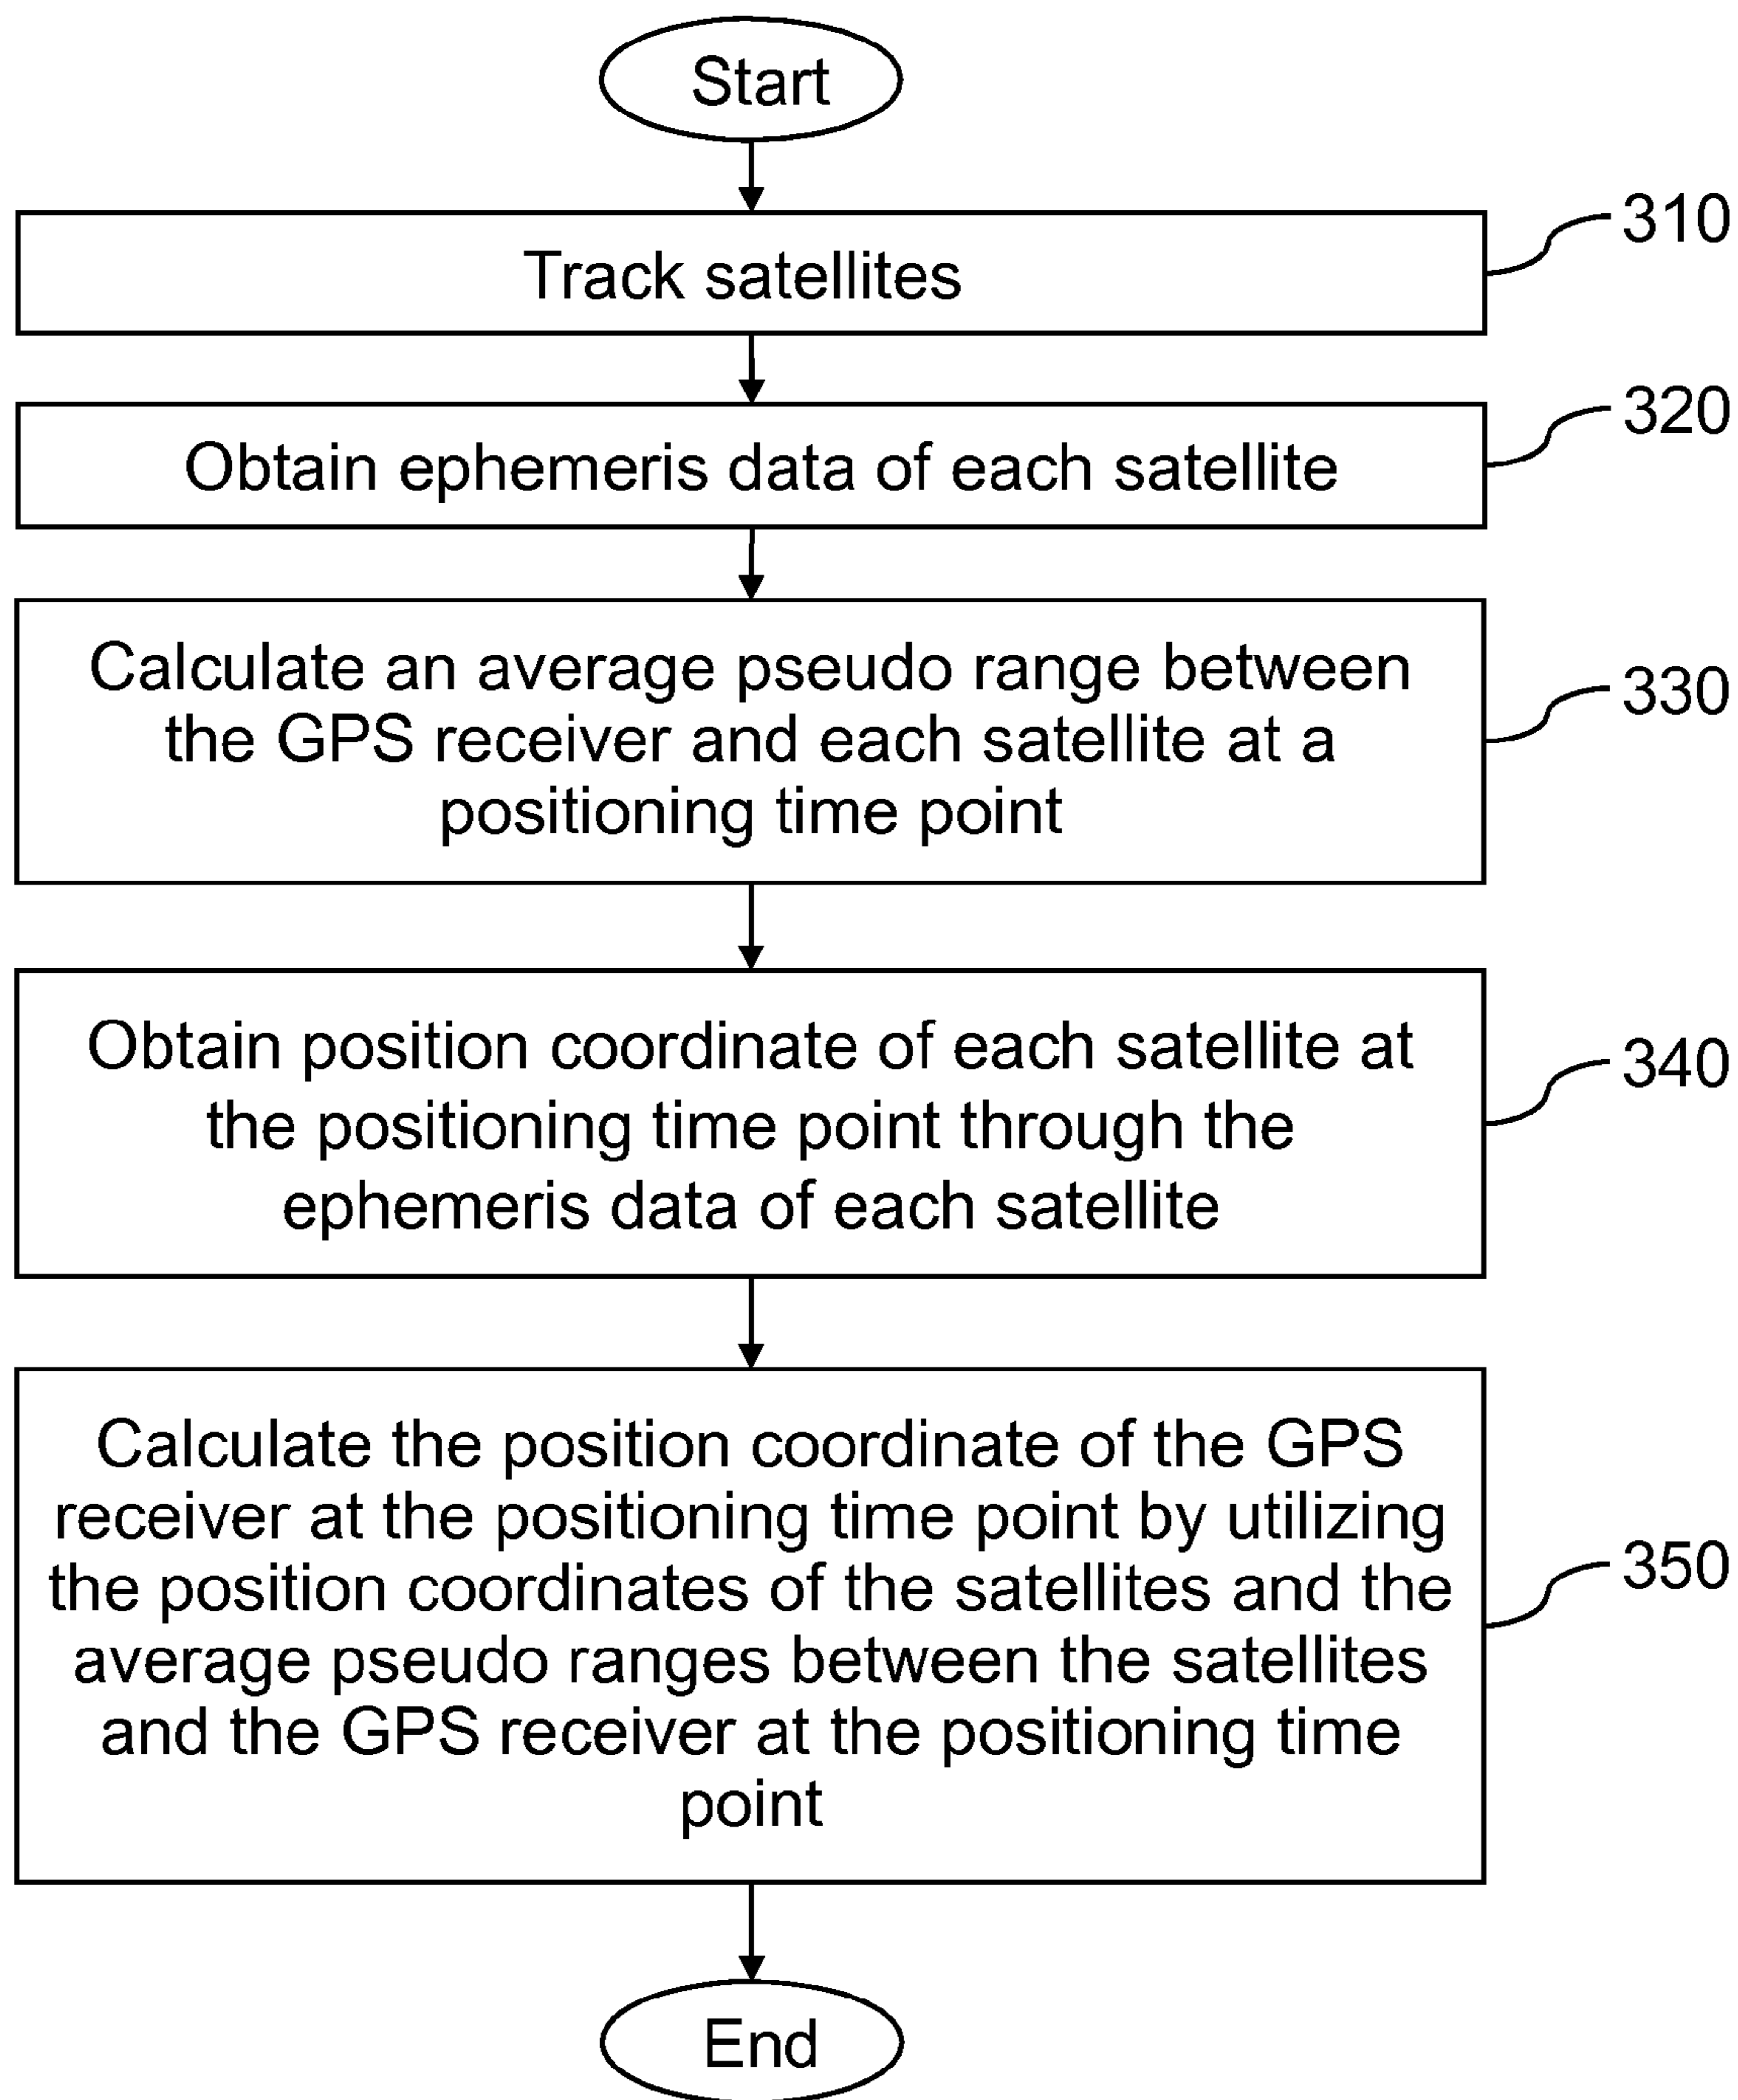 Start
310
Track satellites
320
Obtain ephemeris data of each satellite
330
Calculate an average pseudo range between
the GPS receiver and each satellite at a
positioning time point
340
Obtain position coordinate of each satellite at
the positioning time point through the
ephemeris data of each satellite
350
Calculate the position coordinate of the GPS
receiver at the positioning time point by utilizing
the position coordinates of the satellites and the
average pseudo ranges between the satellites
and the GPS receiver at the positioning time
point
End